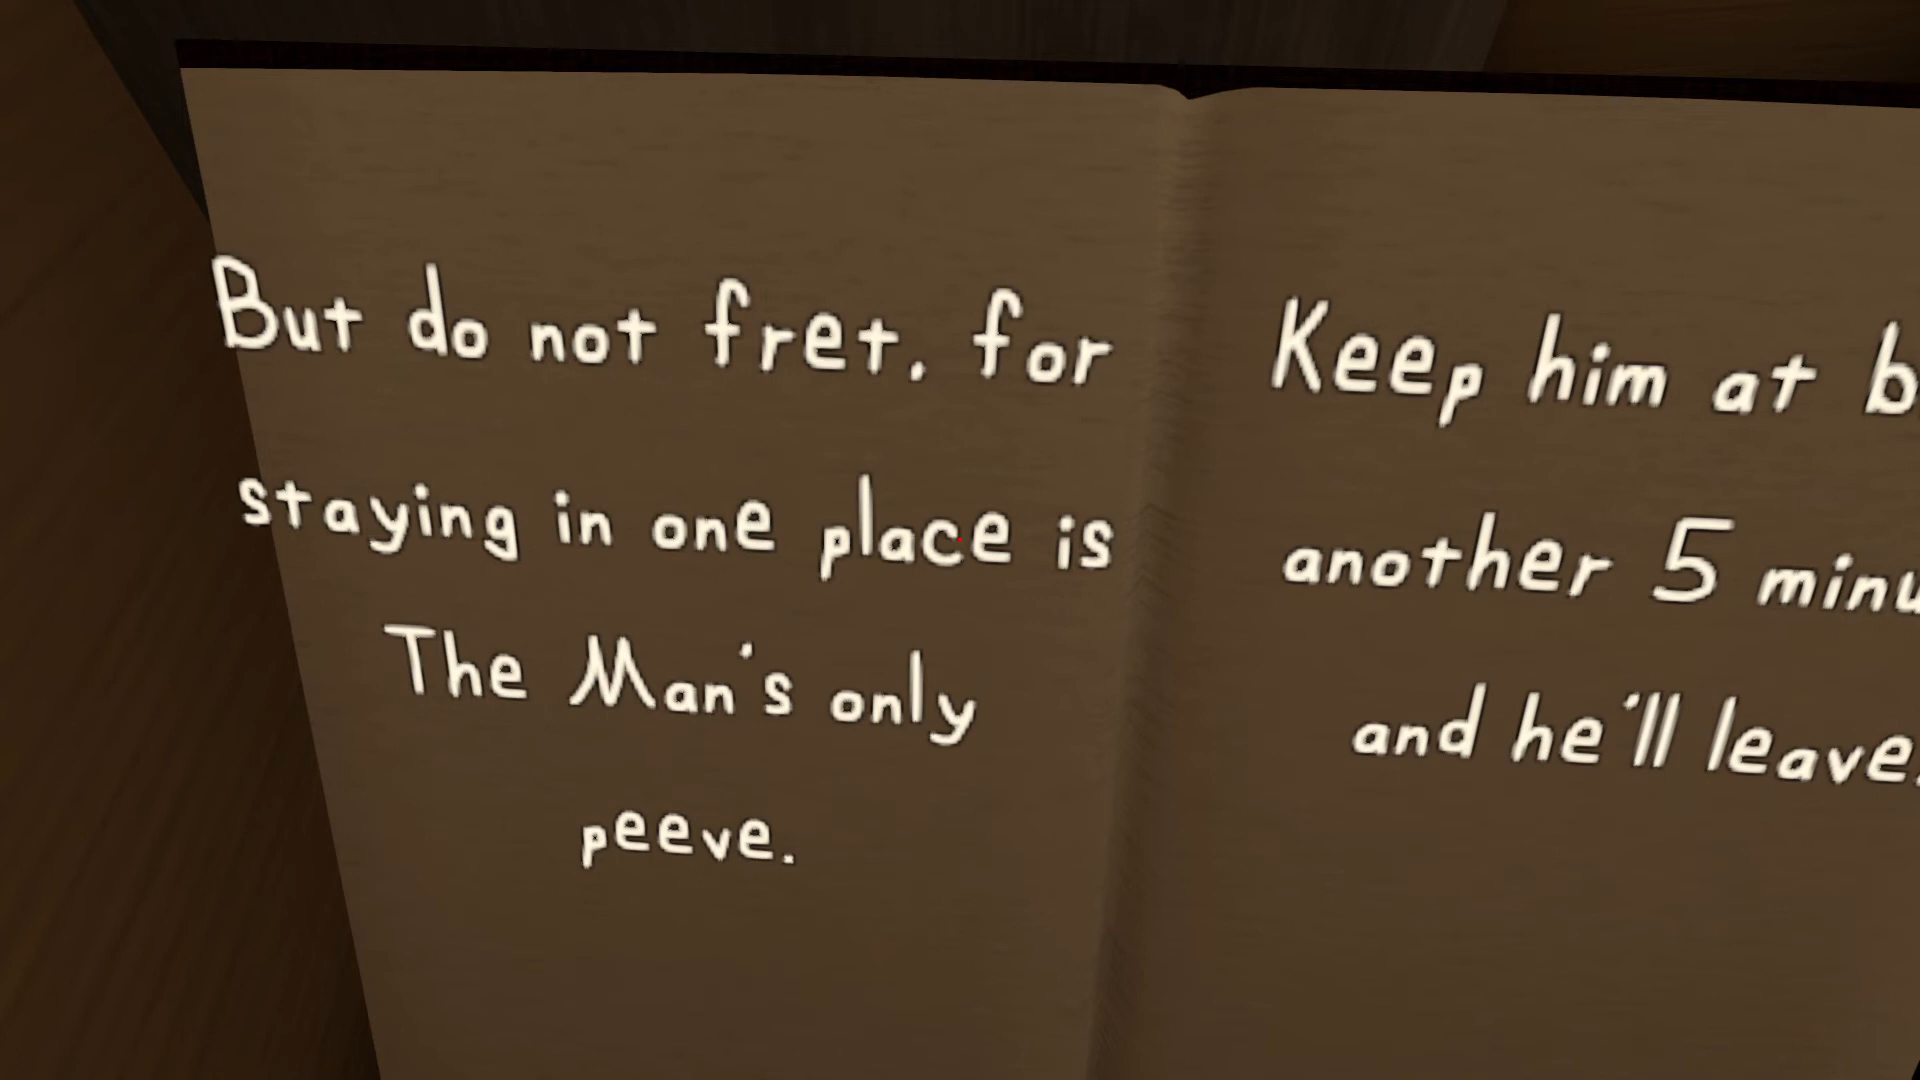 But do not fret, for
staying in one place is
The Man's only
peeve.
Keep him at
another 5
and he'll leave.